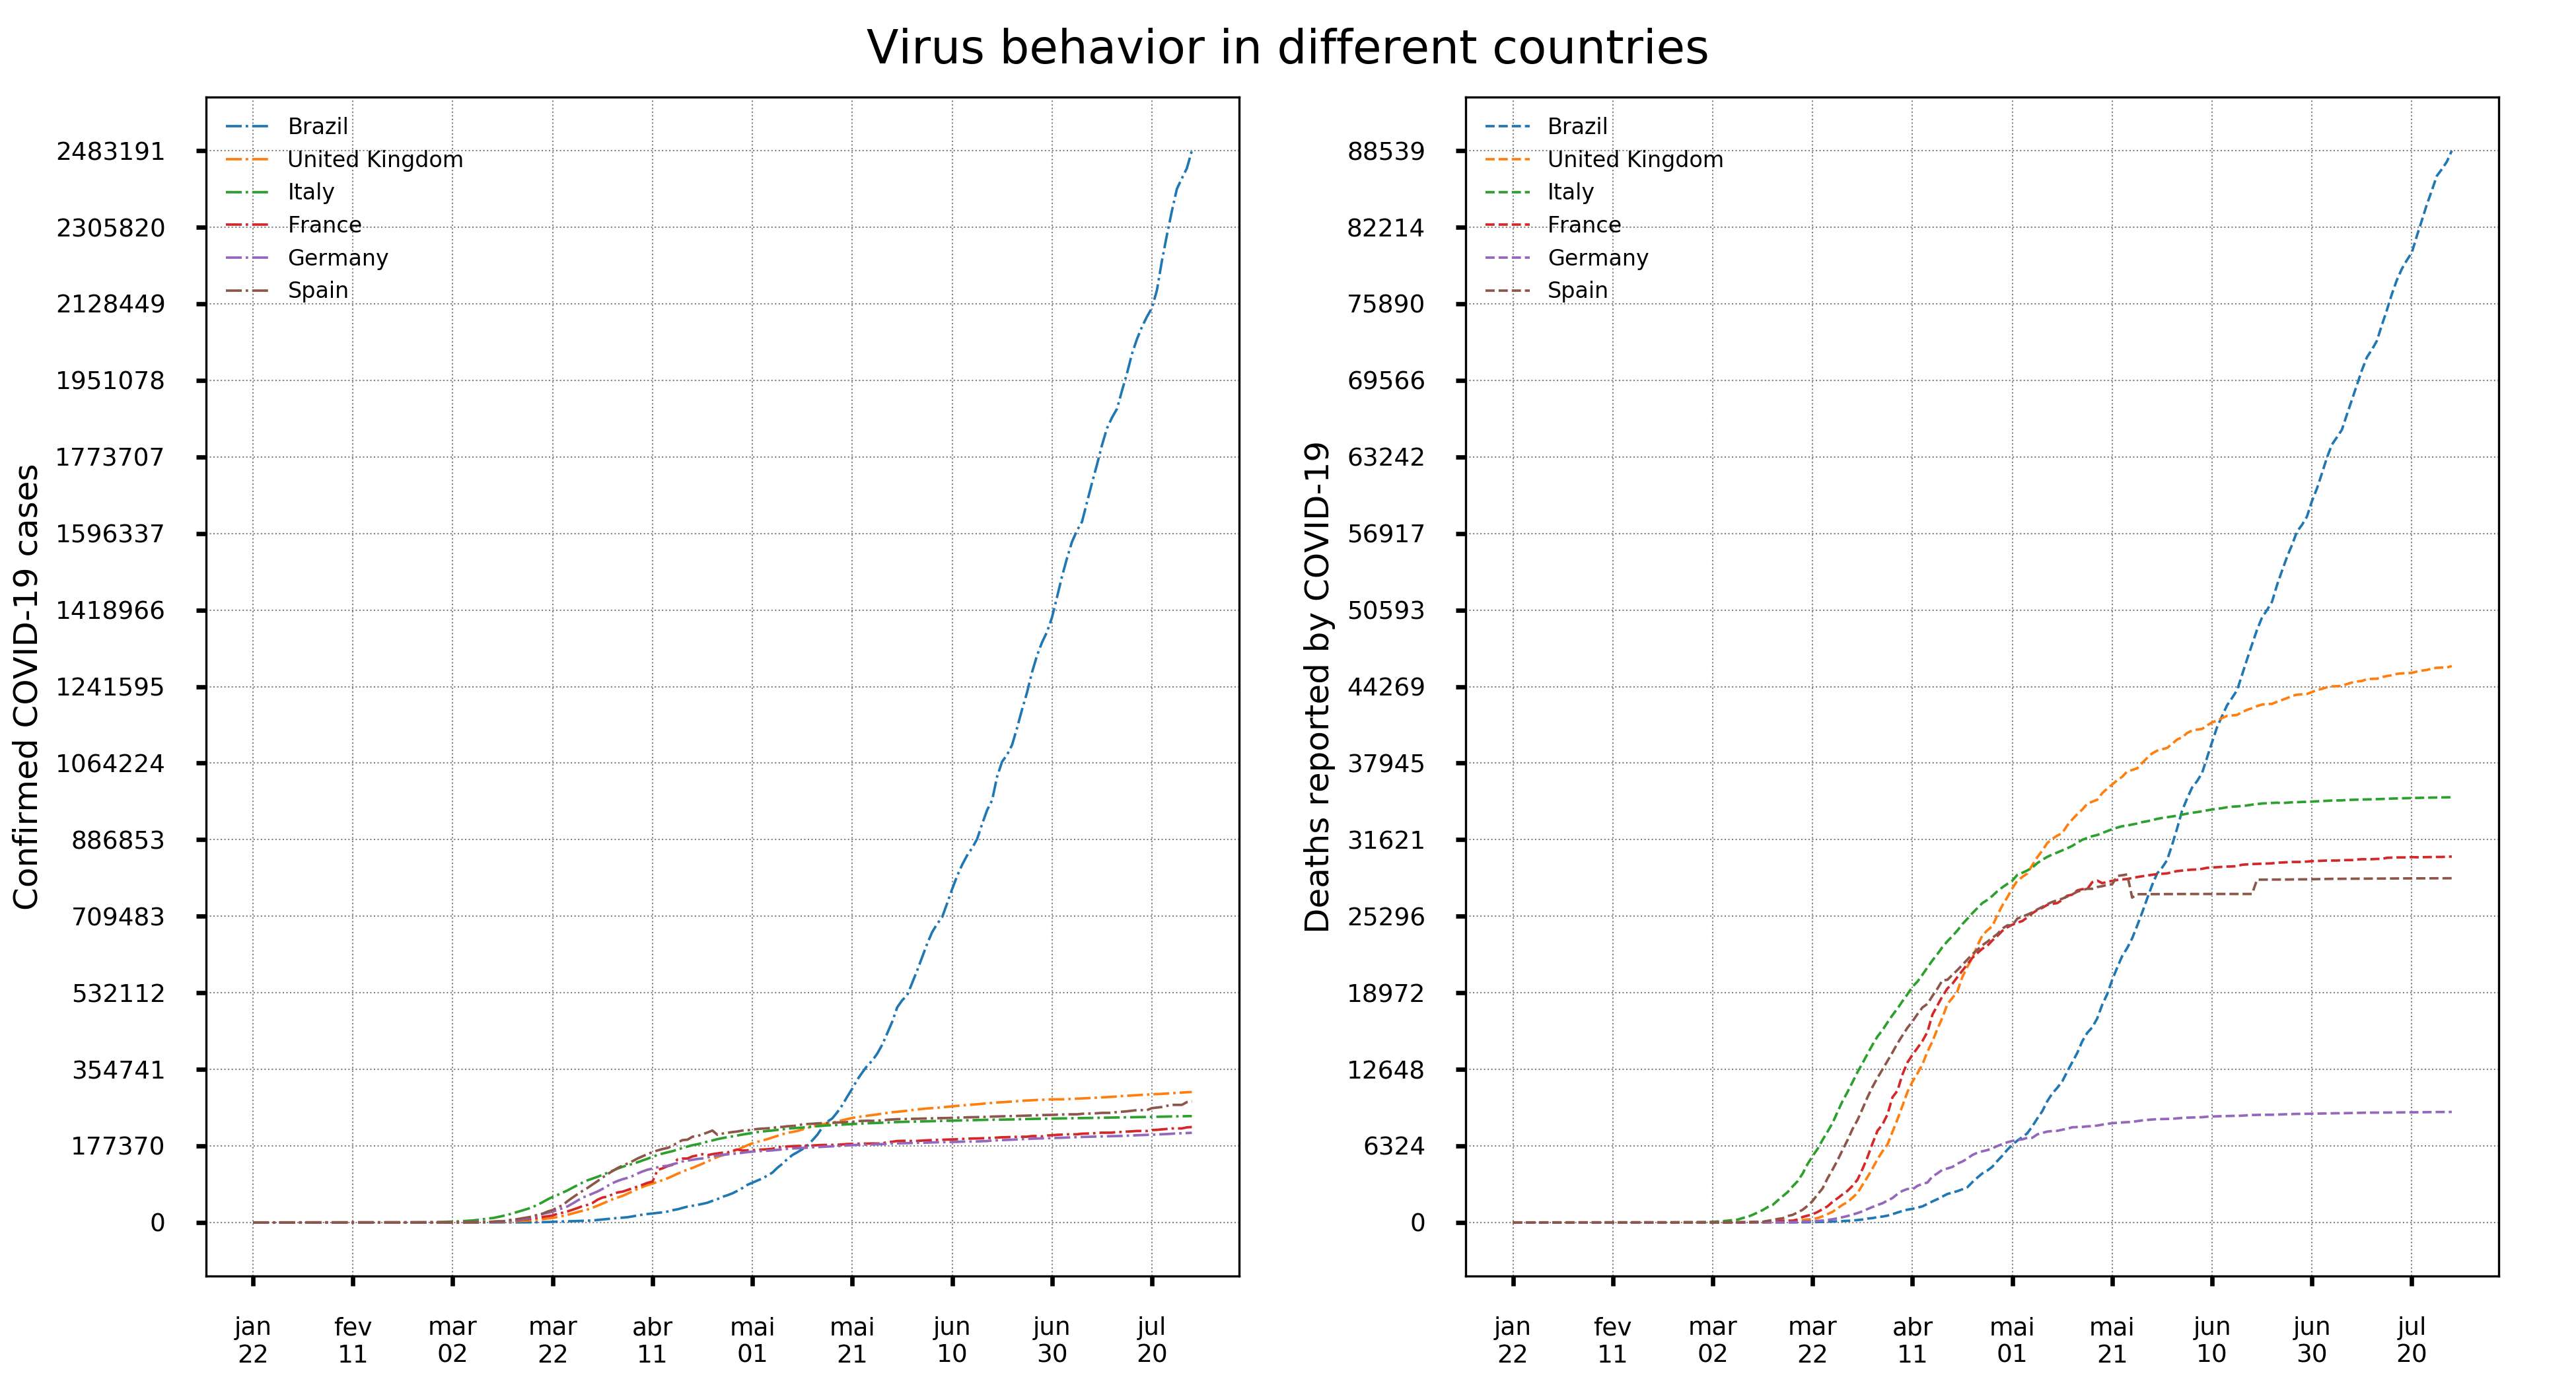 Virus behavior in different countries
Confirmed COVID-19 cases
2483191
2305820
2128449
1951078
1773707
1596337
1418966
1241595
1064224
886853
709483
532112
354741
177370
0
Brazil
United Kingdom
Italy
France
Germany
Spain
jan fev mar mar abr mai mai jun jun jul
22 11 02 22 11 01 21 10 30 20
Deaths reported by COVID-19
88539
82214
75890
69566
63242
56917
50593
44269
37945
31621
25296
18972
12648
6324
0
Brazil
United Kingdom
Italy
France
Germany
Spain
jan fev mar mar abr mai mai jun jun jul
22 11 02 22 11 01 21 10 30 20